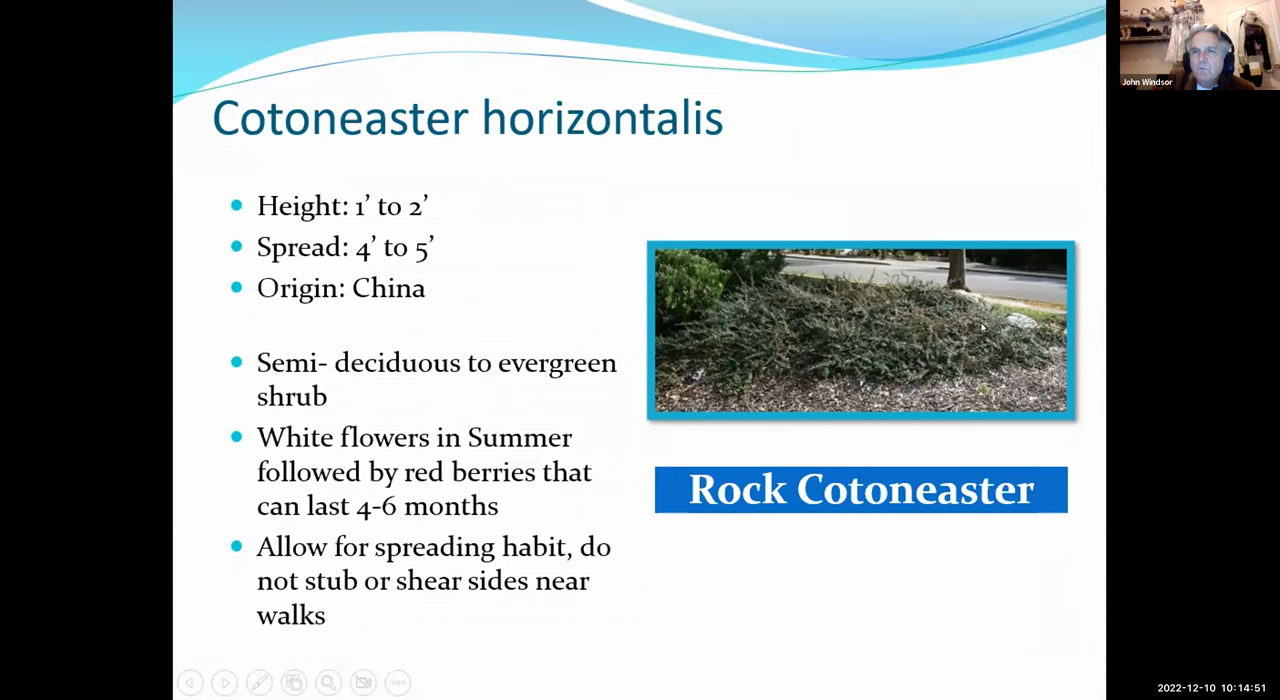 Cotoneaster horizontalis
Height: 1’ to 2’
Spread: 4’ to 5’
Origin: China
Semi- deciduous to evergreen
shrub
White flowers in Summer
followed by red berries that
can last 4-6 months
Allow for spreading habit, do
not stub or shear sides near
walks
Rock Cotoneaster
John Windsor
2022-12-10 10:14:51